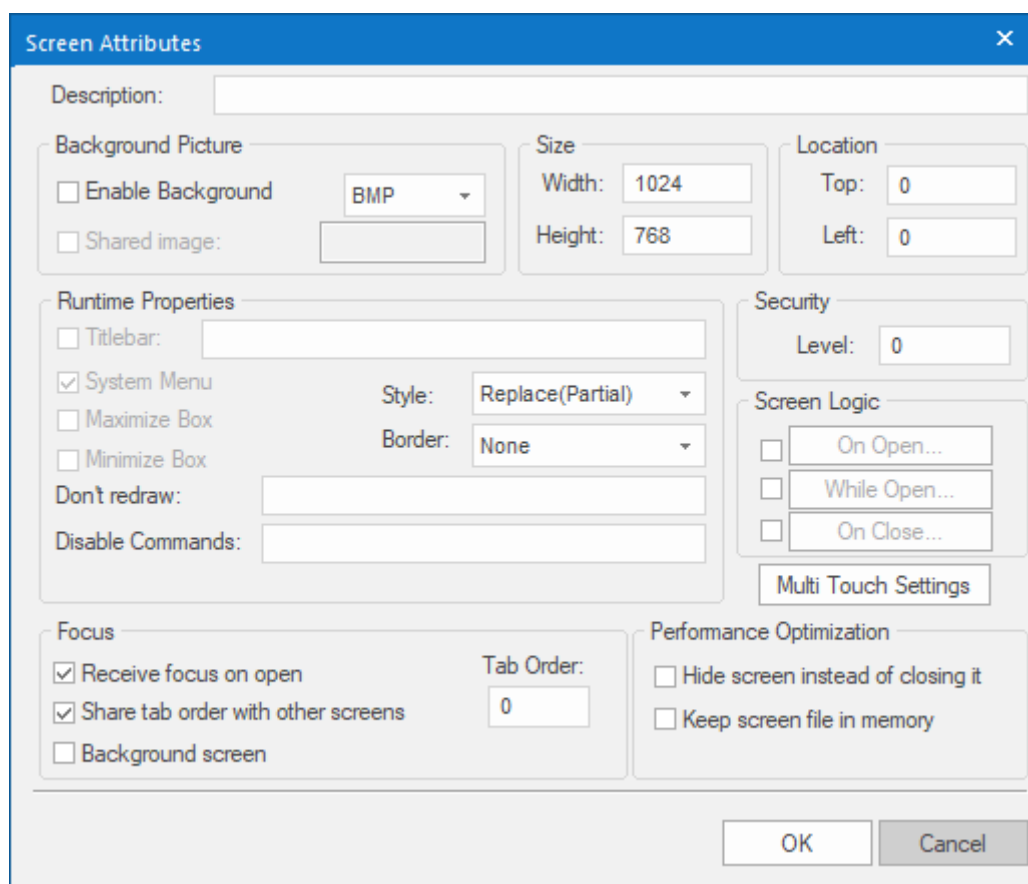 Screen Attributes
Description:
Background Picture
Enable Background
BMP
Shared image:
Size
Width: 1024
Height: 768
Location
Top: 0
Left: 0
Runtime Properties
Titlebar:
System Menu
Maximize Box
Minimize Box
Style: Replace(Partial)
Border: None
Don't redraw:
Disable Commands:
Security
Level: 0
Screen Logic
On Open...
While Open...
On Close...
Multi Touch Settings
Focus
Receive focus on open
Share tab order with other screens
Background screen
Tab Order:
0
Performance Optimization
Hide screen instead of closing it
Keep screen file in memory
OK
Cancel